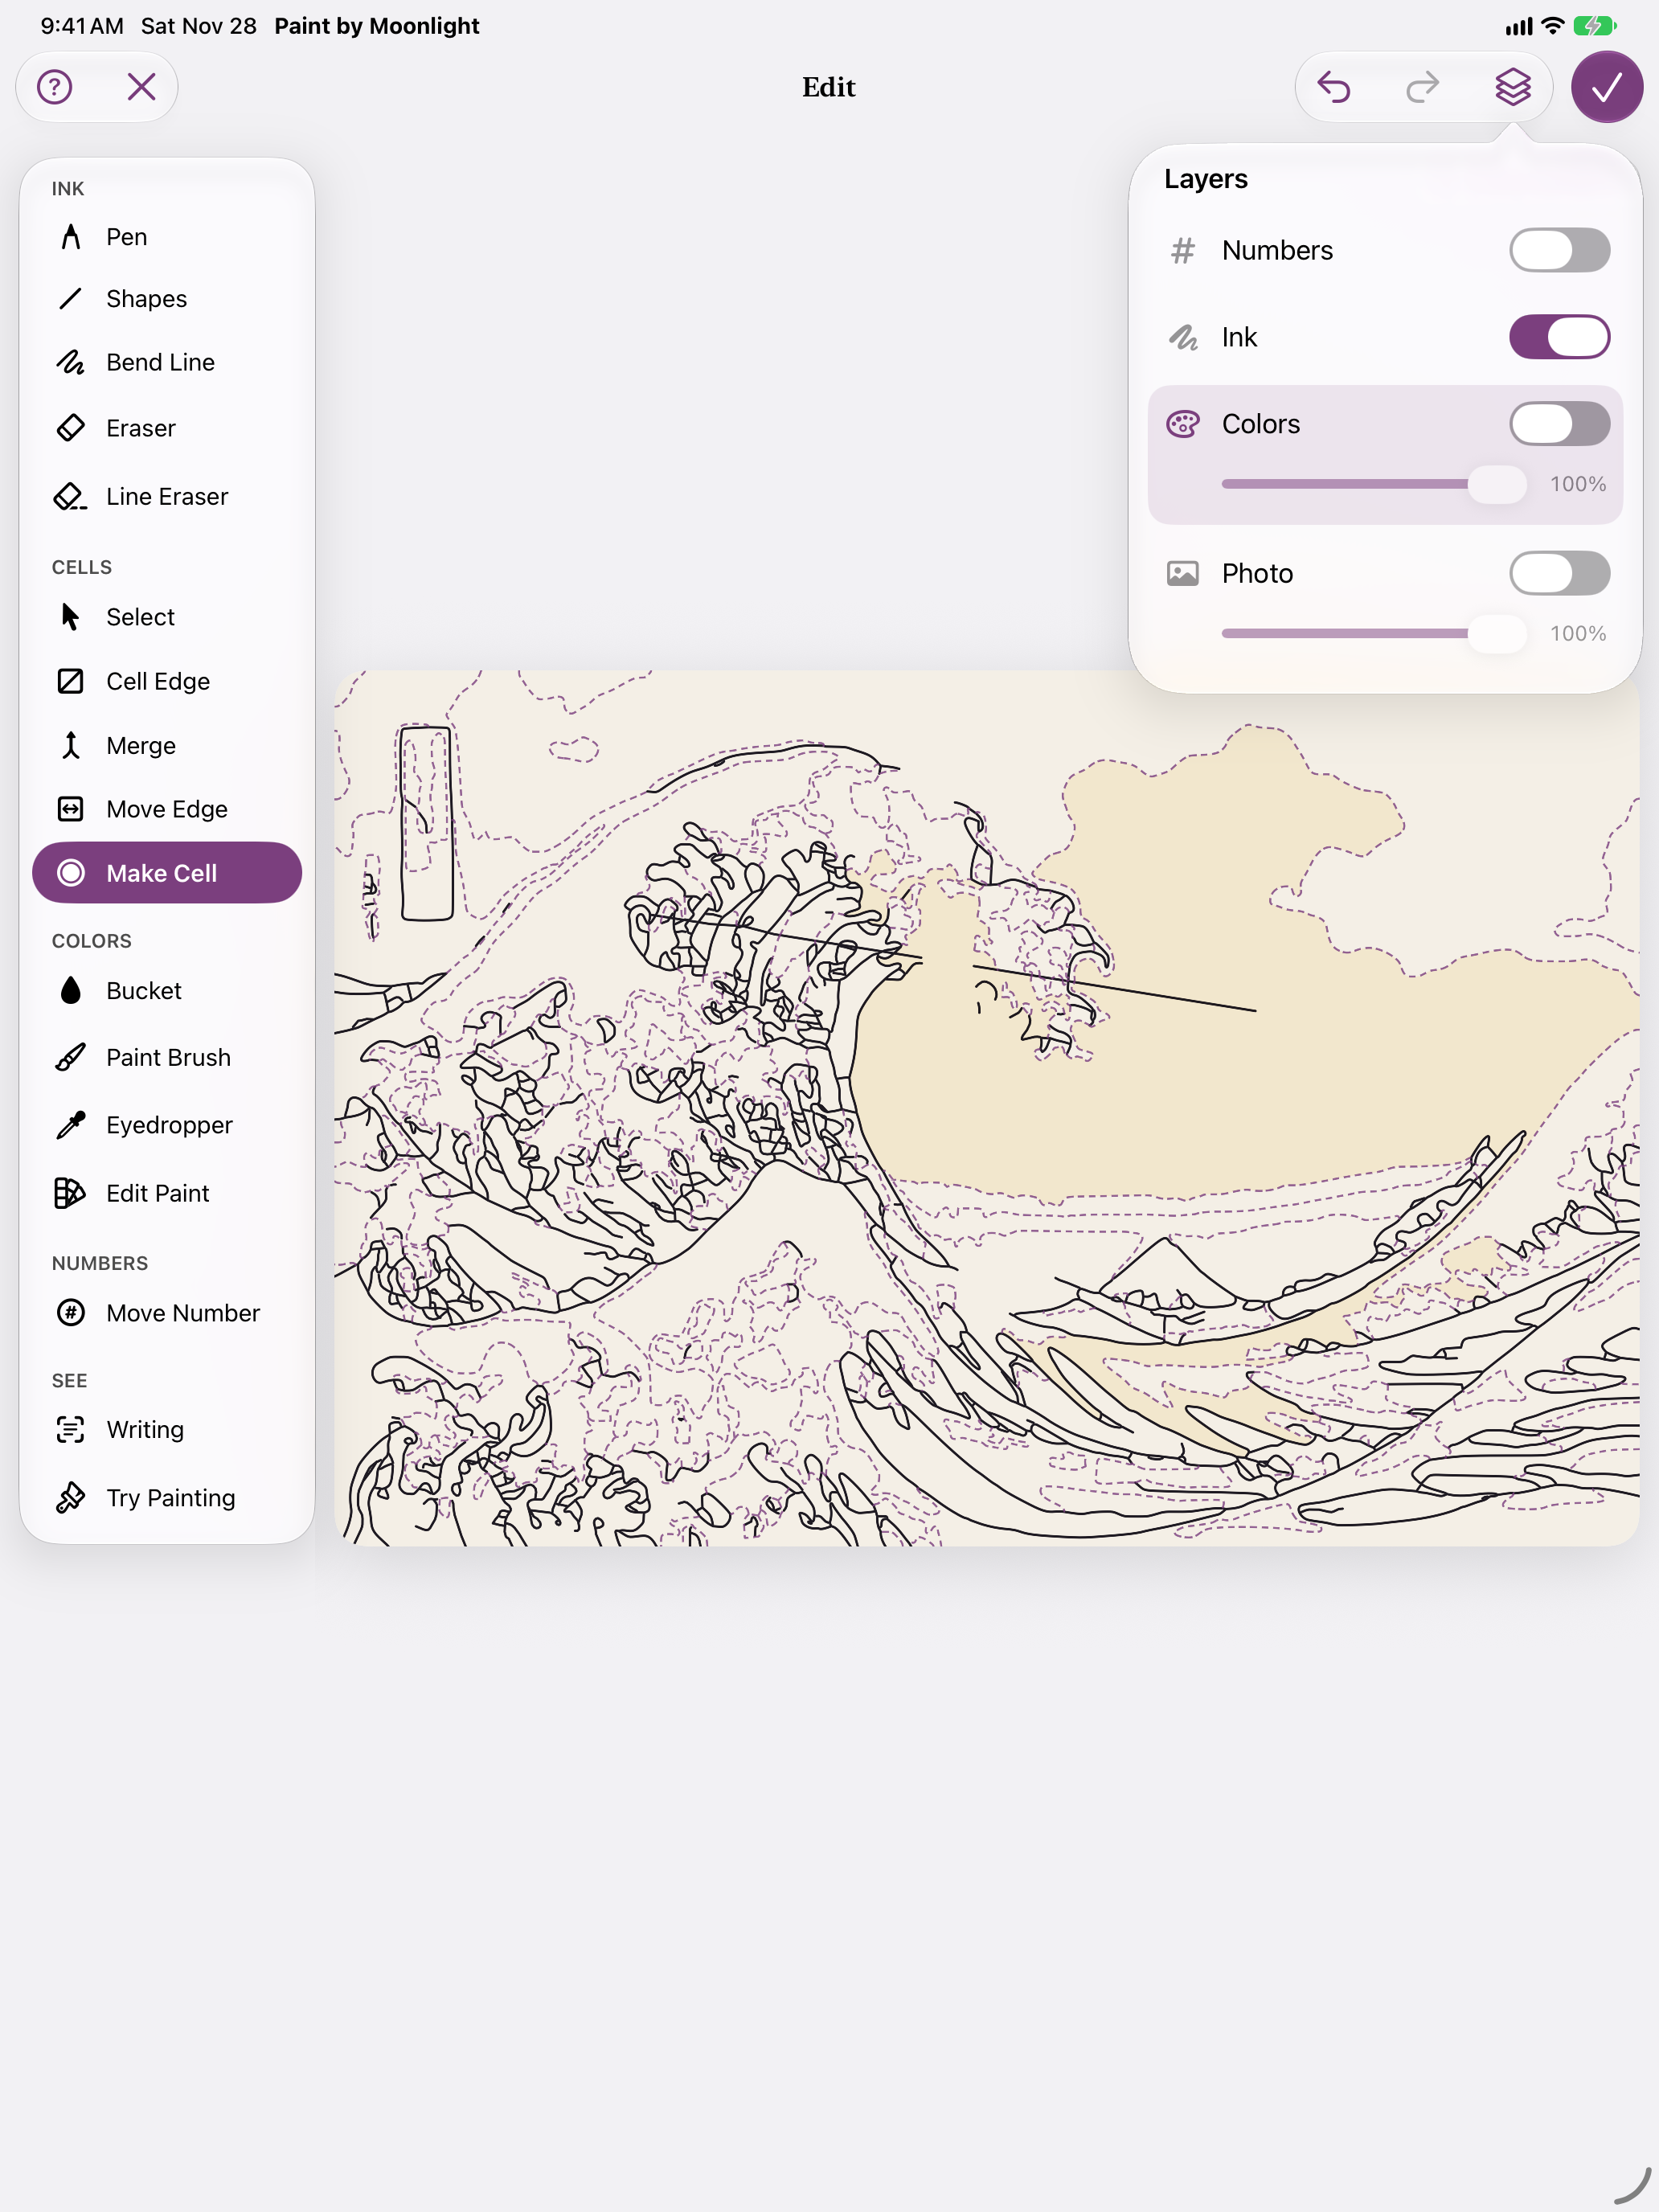 9:41 AM Sat Nov 28 Paint by Moonlight
Edit
INK
Pen
Shapes
Bend Line
Eraser
Line Eraser
CELLS
Select
Cell Edge
Merge
Move Edge
Make Cell
COLORS
Bucket
Paint Brush
Eyedropper
Edit Paint
NUMBERS
Move Number
SEE
Writing
Try Painting
Layers
Numbers
Ink
Colors
100%
Photo
100%